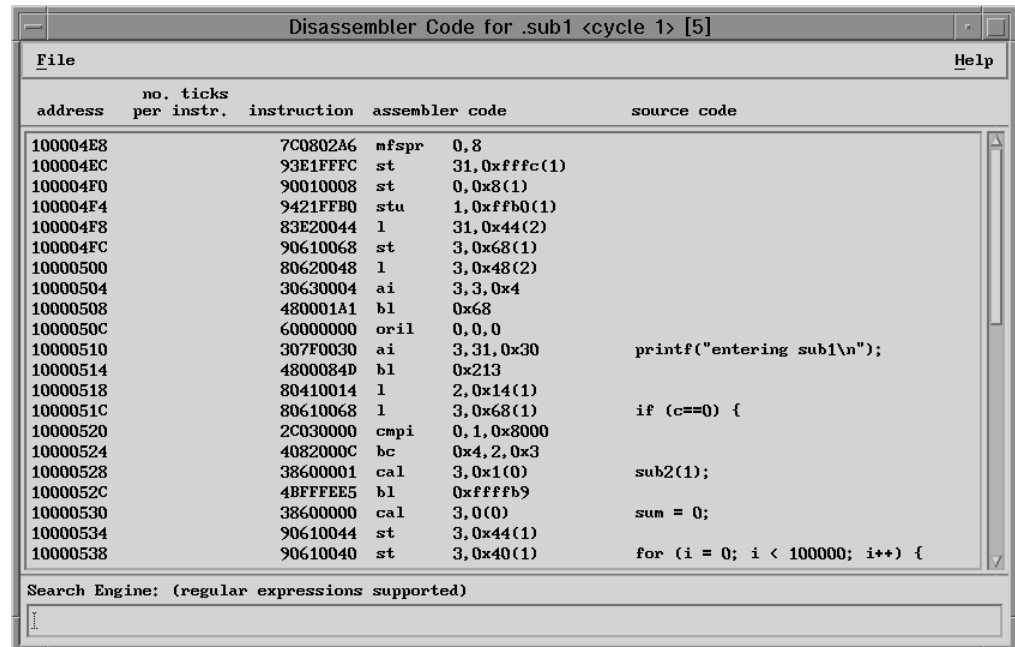 Disassembler Code for .sub1 <cycle 1> [5]
File Help
no. ticks
address per instr. instruction assembler code source code
100004E8 7C0802A6 mfspr 0,8
100004EC 93E1FFFC st 31,0xfffc(1)
100004F0 90010008 st 0,0x8(1)
100004F4 9421FFB0 stu 1,0xffb0(1)
100004F8 83E20044 l 31,0x44(2)
100004FC 90610068 st 3,0x68(1)
10000500 80620048 l 3,0x48(2)
10000504 30630004 ai 3,3,0x4
10000508 480001A1 bl 0x68
1000050C 60000000 oril 0,0,0
10000510 307F0030 ai 3,31,0x30 printf("entering sub1\n");
10000514 4800084D bl 0x213
10000518 80410014 l 2,0x14(1)
1000051C 80610068 l 3,0x68(1) if (c==0) {
10000520 2C030000 cmpi 0,1,0x8000
10000524 4082000C bc 0x4,2,0x3
10000528 38600001 cal 3,0x1(0) sub2(1);
1000052C 4BFFFEE5 bl 0xffffb9
10000530 38600000 cal 3,0(0) sum = 0;
10000534 90610044 st 3,0x44(1)
10000538 90610040 st 3,0x40(1) for (i = 0; i < 100000; i++) {
Search Engine: (regular expressions supported)